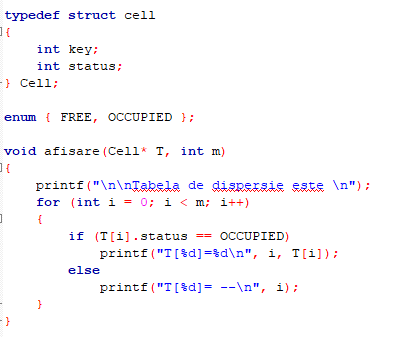 typedef struct cell
{
int key;
int status;
} Cell;
enum { FREE, OCCUPIED };
void afisare(Cell* T, int m)
{
printf("\n\nTabela de dispersie este \n");
for (int i = 0; i < m; i++)
{
if (T[i].status == OCCUPIED)
printf("T[%d]=%d\n", i, T[i]);
else
printf("T[%d]= --\n", i);
}
}